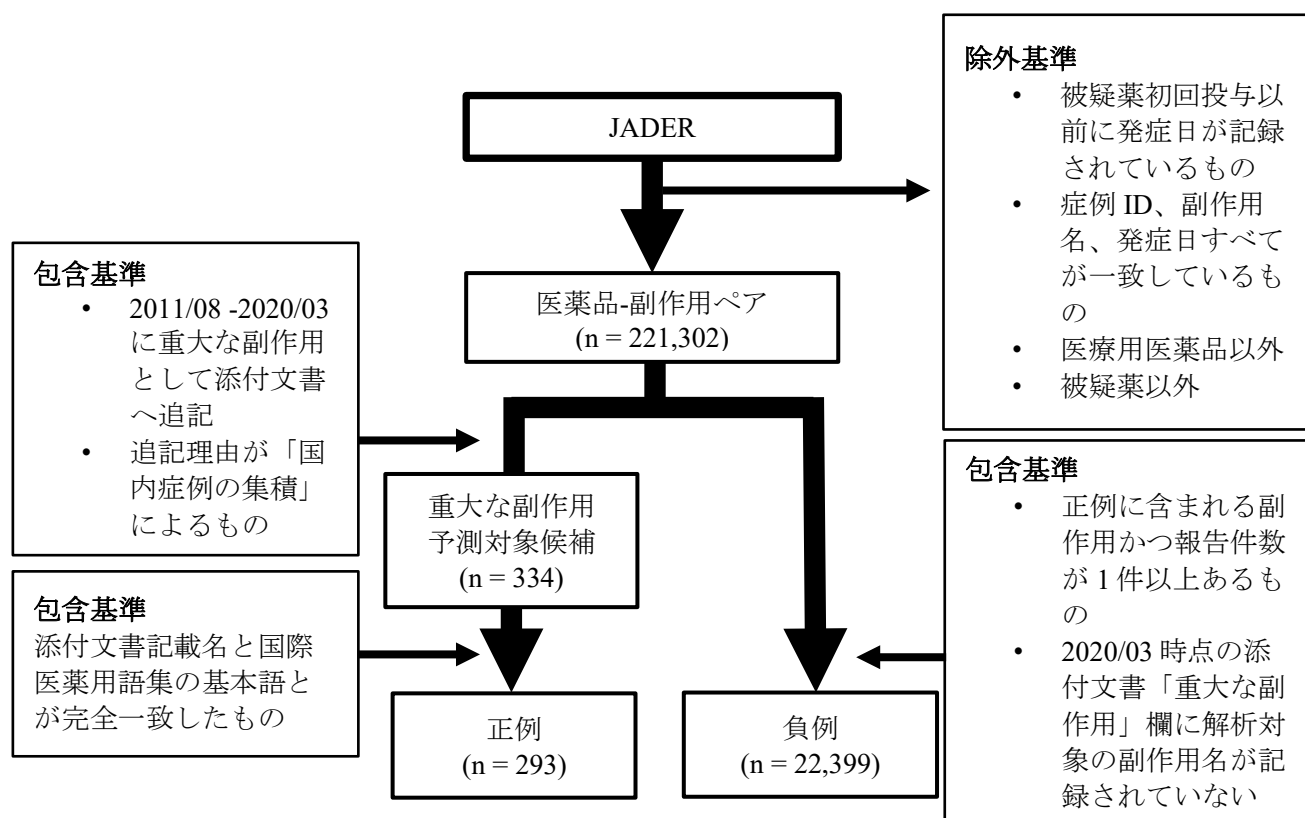 JADER
除外基準
• 被疑薬初回投与以
前に発症日が記録
されているもの
• 症例 ID、副作用
名、発症日すべて
が一致しているも
の
• 医療用医薬品以外
• 被疑薬以外
医薬品-副作用ペア
(n = 221,302)
包含基準
• 2011/08 -2020/03
に重大な副作用
として添付文書
へ追記
• 追記理由が「国
内症例の集積」
によるもの
重大な副作用
予測対象候補
(n = 334)
包含基準
添付文書記載名と国際
医薬用語集の基本語と
が完全一致したもの
包含基準
• 正例に含まれる副
作用かつ報告件数
が 1 件以上あるも
の
• 2020/03 時点の添
付文書「重大な副
作用」欄に解析対
象の副作用名が記
録されていない
正例
(n = 293)
負例
(n = 22,399)